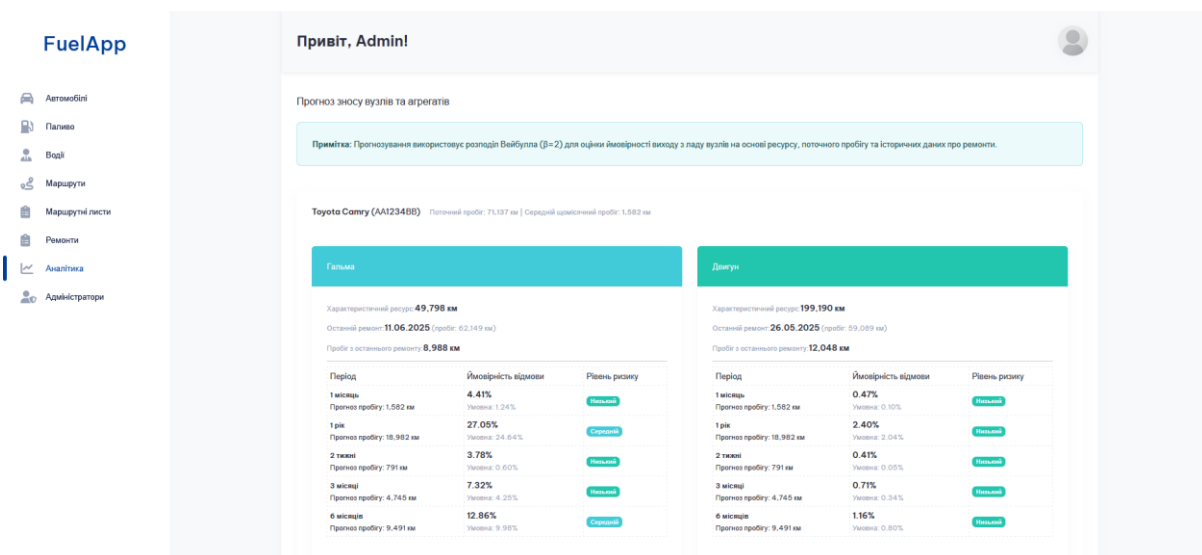 FuelApp
Привіт, Admin!
Автомобілі
Паливо
Водії
Маршрути
Маршрутні листи
Ремонти
Аналітика
Адміністратори
Прогноз зносу вузлів та агрегатів
Примітка: Прогнозування використовує розподіл Вейбулла (β=2) для оцінки ймовірності виходу з ладу вузлів на основі ресурсу, поточного пробігу та історичних даних про ремонти.
Toyota Camry (AA1234BB) Поточний пробіг: 71,137 км | Середній щомісячний пробіг: 1,582 км
Гальма
Характеристичний ресурс: 49,798 км
Останній ремонт: 11.06.2025 (пробіг: 62,149 км)
Пробіг з останнього ремонту: 8,988 км
Період Ймовірність відмови Рівень ризику
1 місяць 4.41% Низький
Прогноз пробігу: 1,582 км Умовна: 1.24%
1 рік 27.05% Середній
Прогноз пробігу: 18,982 км Умовна: 24.64%
2 тижні 3.78% Низький
Прогноз пробігу: 791 км Умовна: 0.60%
3 місяці 7.32% Низький
Прогноз пробігу: 4,745 км Умовна: 4.25%
6 місяців 12.86% Середній
Прогноз пробігу: 9,491 км Умовна: 9.98%
Двигун
Характеристичний ресурс: 199,190 км
Останній ремонт: 26.05.2025 (пробіг: 59,089 км)
Пробіг з останнього ремонту: 12,048 км
Період Ймовірність відмови Рівень ризику
1 місяць 0.47% Низький
Прогноз пробігу: 1,582 км Умовна: 0.10%
1 рік 2.40% Низький
Прогноз пробігу: 18,982 км Умовна: 2.04%
2 тижні 0.41% Низький
Прогноз пробігу: 791 км Умовна: 0.05%
3 місяці 0.71% Низький
Прогноз пробігу: 4,745 км Умовна: 0.34%
6 місяців 1.16% Низький
Прогноз пробігу: 9,491 км Умовна: 0.80%